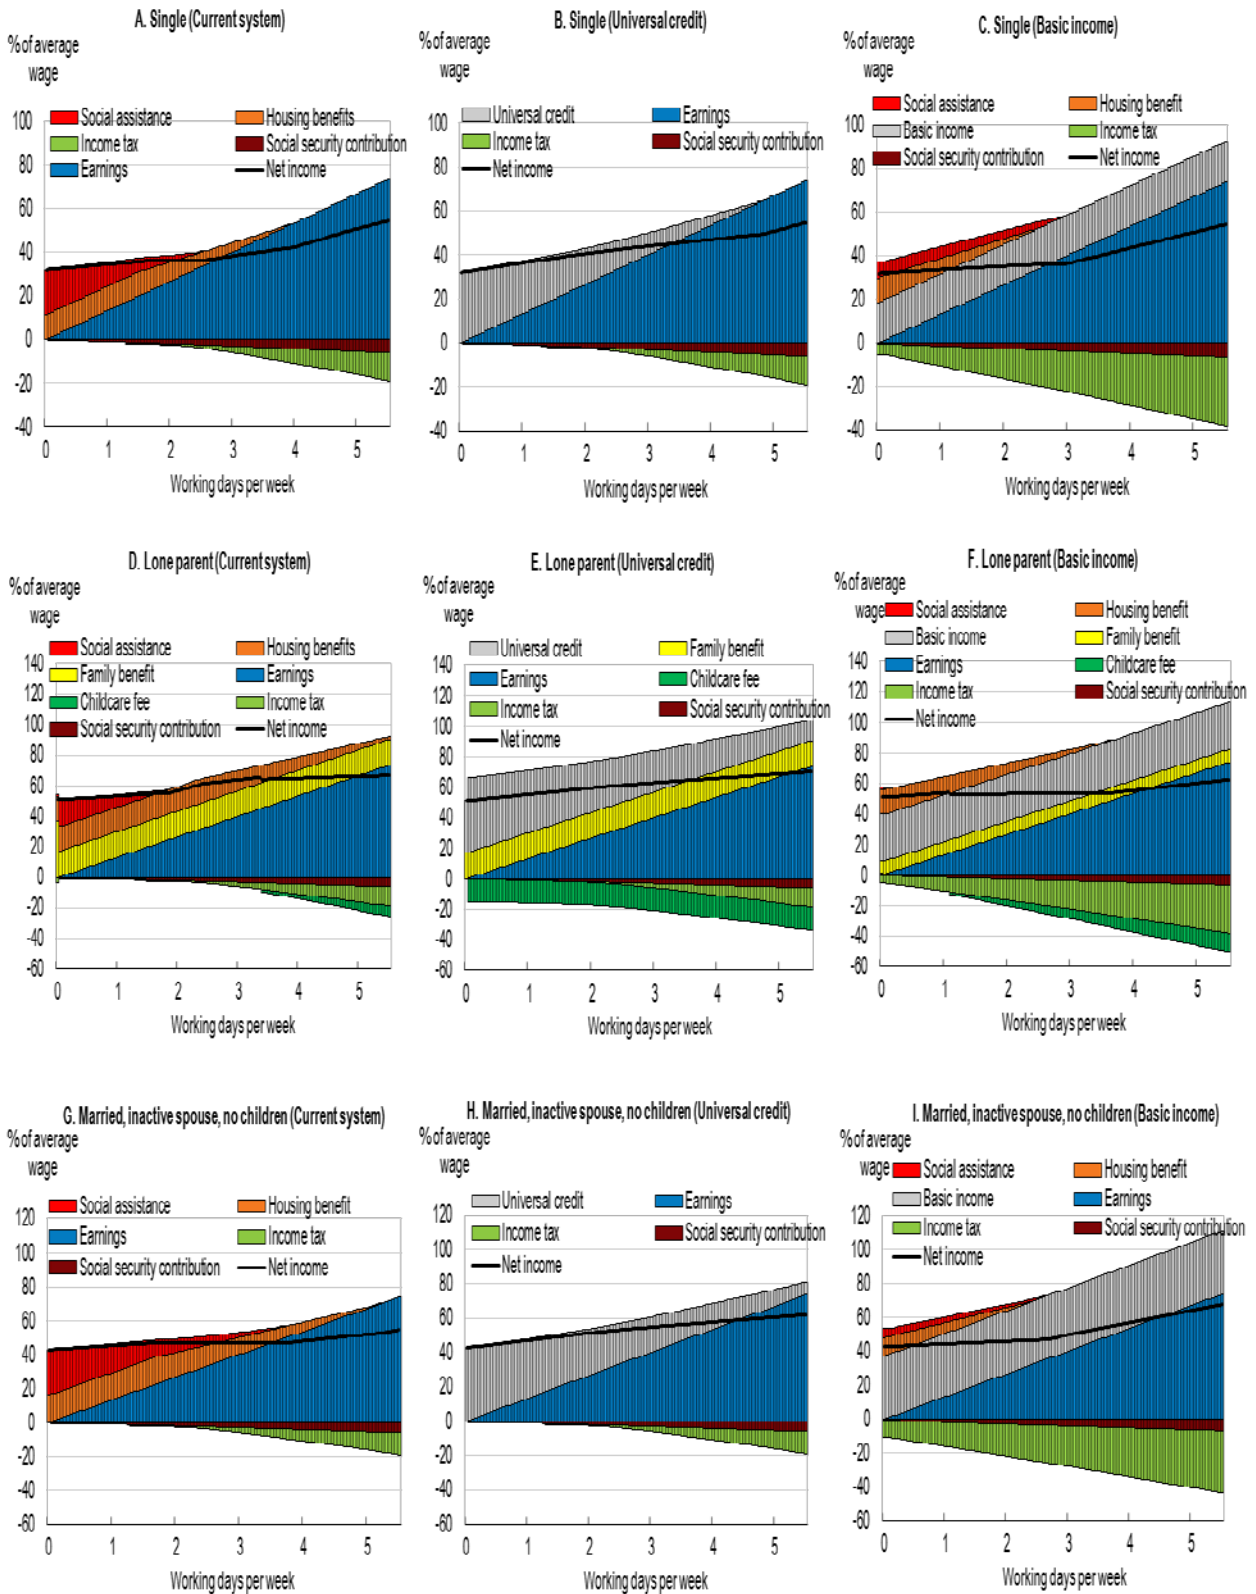 A. Single (Current system)
% of average
wage
Social assistance
Housing benefits
Income tax
Social security contribution
Earnings
Net income
100
80
60
40
20
0
-20
-40
0 1 2 3 4 5
Working days per week
B. Single (Universal credit)
% of average
wage
Universal credit
Earnings
Income tax
Social security contribution
Net income
100
80
60
40
20
0
-20
-40
0 1 2 3 4 5
Working days per week
C. Single (Basic income)
% of average
wage
Social assistance
Housing benefit
Basic income
Income tax
Social security contribution
Net income
100
80
60
40
20
0
-20
-40
0 1 2 3 4 5
Working days per week
D. Lone parent (Current system)
% of average
wage
Social assistance
Housing benefits
Family benefit
Earnings
Childcare fee
Income tax
Social security contribution
Net income
140
120
100
80
60
40
20
0
-20
-40
-60
0 1 2 3 4 5
Working days per week
E. Lone parent (Universal credit)
% of average
wage
Universal credit
Family benefit
Earnings
Childcare fee
Income tax
Social security contribution
Net income
140
120
100
80
60
40
20
0
-20
-40
-60
0 1 2 3 4 5
Working days per week
F. Lone parent (Basic income)
% of average
wage
Social assistance
Housing benefit
Basic income
Family benefit
Earnings
Childcare fee
Income tax
Social security contribution
Net income
140
120
100
80
60
40
20
0
-20
-40
-60
0 1 2 3 4 5
Working days per week
G. Married, inactive spouse, no children (Current system)
% of average
wage
Social assistance
Housing benefit
Earnings
Income tax
Social security contribution
Net income
120
100
80
60
40
20
0
-20
-40
-60
0 1 2 3 4 5
Working days per week
H. Married, inactive spouse, no children (Universal credit)
% of average
wage
Universal credit
Earnings
Income tax
Social security contribution
Net income
120
100
80
60
40
20
0
-20
-40
-60
0 1 2 3 4 5
Working days per week
I. Married, inactive spouse, no children (Basic income)
% of average
wage
Social assistance
Housing benefit
Basic income
Earnings
Income tax
Social security contribution
Net income
120
100
80
60
40
20
0
-20
-40
-60
0 1 2 3 4 5
Working days per week